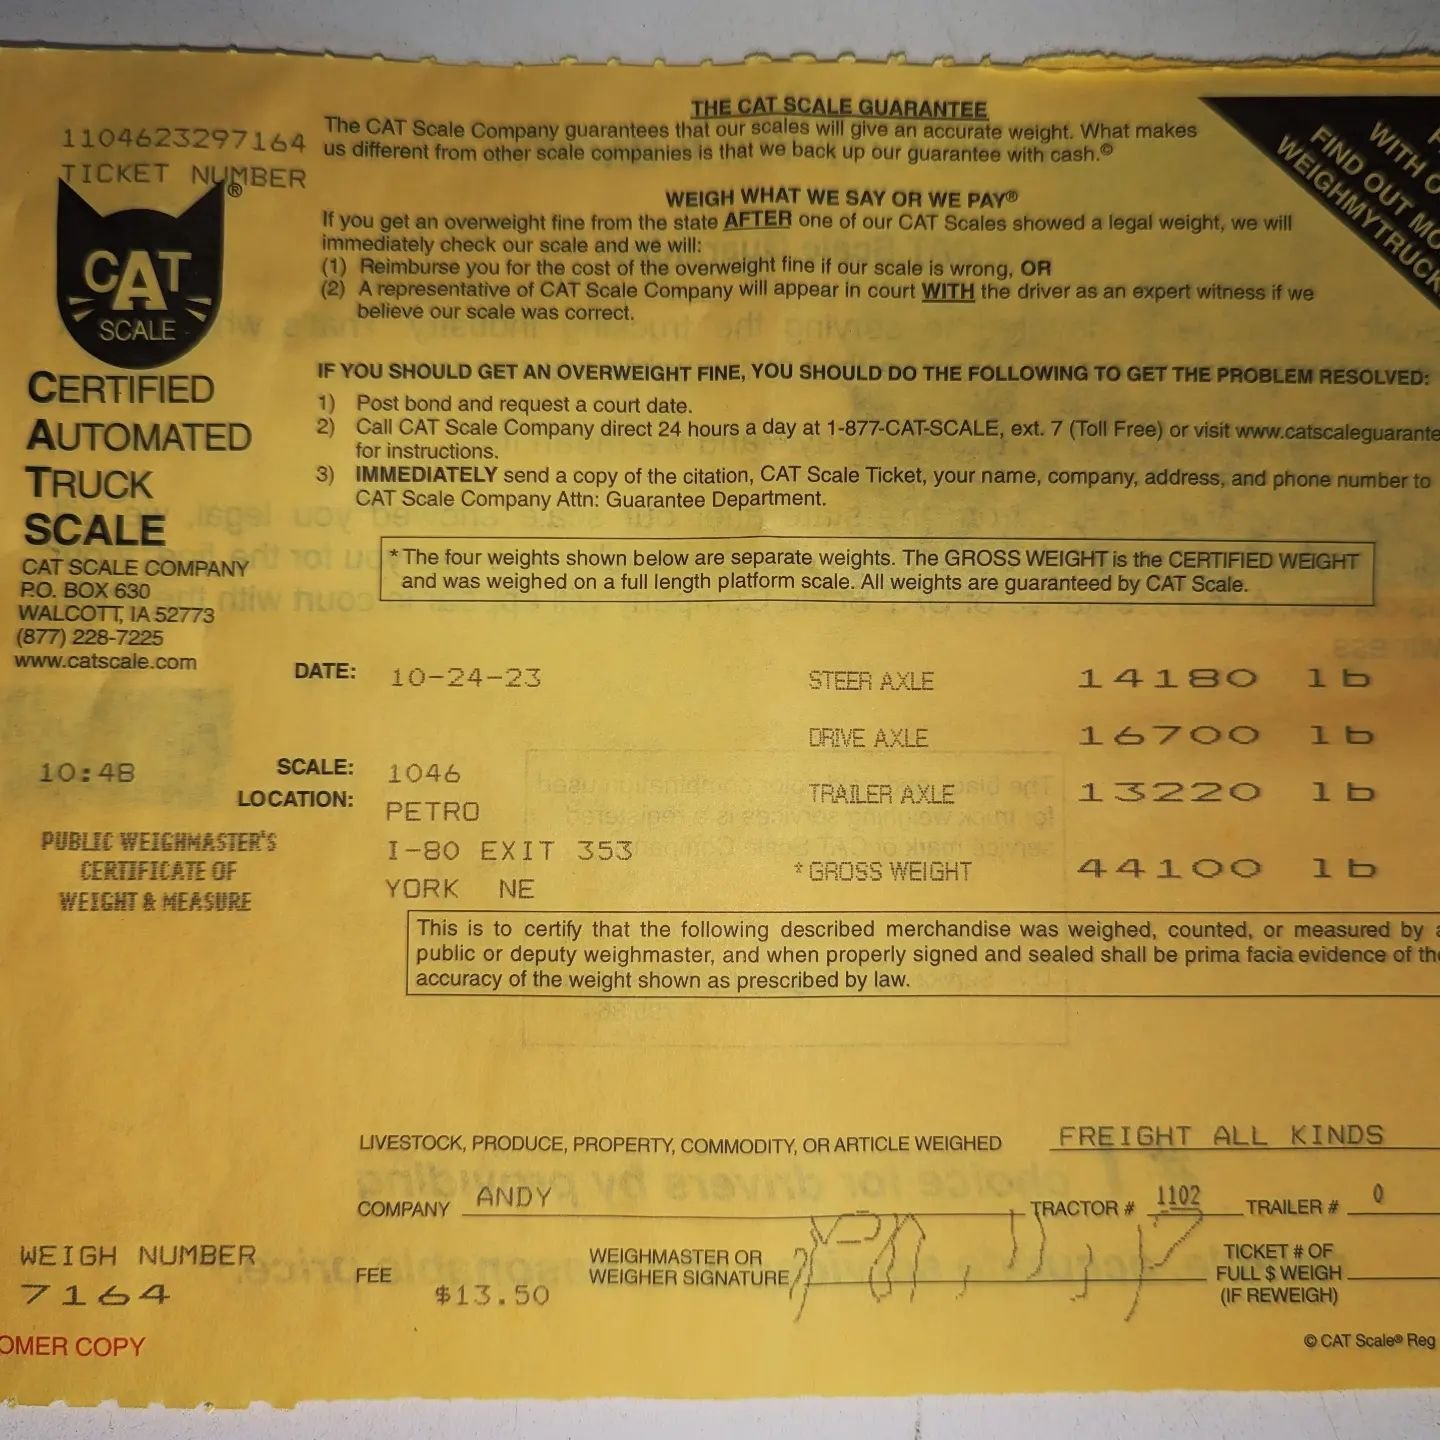 1104623297164
TICKET NUMBER
®
CAT
SCALE
CERTIFIED
AUTOMATED
TRUCK
SCALE
CAT SCALE COMPANY
P.O. BOX 630
WALCOTT, IA 52773
(877) 228-7225
www.catscale.com
THE CAT SCALE GUARANTEE
The CAT Scale Company guarantees that our scales will give an accurate weight. What makes
us different from other scale companies is that we back up our guarantee with cash.©
WEIGH WHAT WE SAY OR WE PAY®
If you get an overweight fine from the state AFTER one of our CAT Scales showed a legal weight, we will
immediately check our scale and we will:
(1) Reimburse you for the cost of the overweight fine if our scale is wrong, OR
(2) A representative of CAT Scale Company will appear in court WITH the driver as an expert witness if we
believe our scale was correct.
WITH O
FIND OUT MO
WEIGHMYTRUCK
IF YOU SHOULD GET AN OVERWEIGHT FINE, YOU SHOULD DO THE FOLLOWING TO GET THE PROBLEM RESOLVED:
1) Post bond and request a court date.
2) Call CAT Scale Company direct 24 hours a day at 1-877-CAT-SCALE, ext. 7 (Toll Free) or visit www.catscaleguarante
for instructions.
3) IMMEDIATELY send a copy of the citation, CAT Scale Ticket, your name, company, address, and phone number to
CAT Scale Company Attn: Guarantee Department.
* The four weights shown below are separate weights. The GROSS WEIGHT is the CERTIFIED WEIGHT
and was weighed on a full length platform scale. All weights are guaranteed by CAT Scale.
DATE: 10-24-23
STEER AXLE 14180 lb
DRIVE AXLE 16700 lb
10:48
SCALE: 1046
TRAILER AXLE 13220 lb
LOCATION: PETRO
I-80 EXIT 353
*GROSS WEIGHT 44100 lb
YORK NE
PUBLIC WEIGHMASTER'S
CERTIFICATE OF
WEIGHT & MEASURE
This is to certify that the following described merchandise was weighed, counted, or measured by a
public or deputy weighmaster, and when properly signed and sealed shall be prima facia evidence of the
accuracy of the weight shown as prescribed by law.
LIVESTOCK, PRODUCE, PROPERTY, COMMODITY, OR ARTICLE WEIGHED FREIGHT ALL KINDS
COMPANY ANDY TRACTOR # 1102 TRAILER # 0
WEIGH NUMBER
7164
FEE $13.50
WEIGHMASTER OR
WEIGHER SIGNATURE
TICKET # OF
FULL $ WEIGH
(IF REWEIGH)
OMER COPY
© CAT Scale® Reg